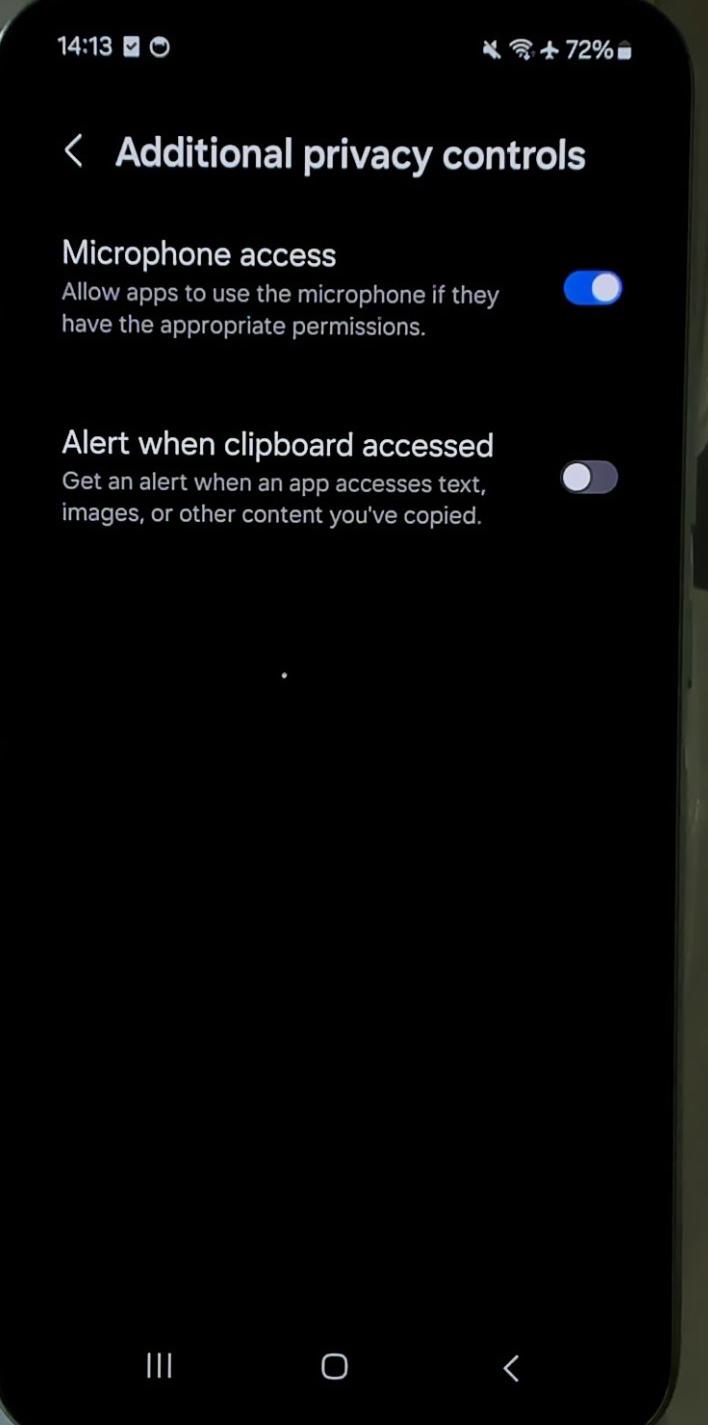 14:13 72%
Additional privacy controls
Microphone access
Allow apps to use the microphone if they
have the appropriate permissions.
Alert when clipboard accessed
Get an alert when an app accesses text,
images, or other content you've copied.